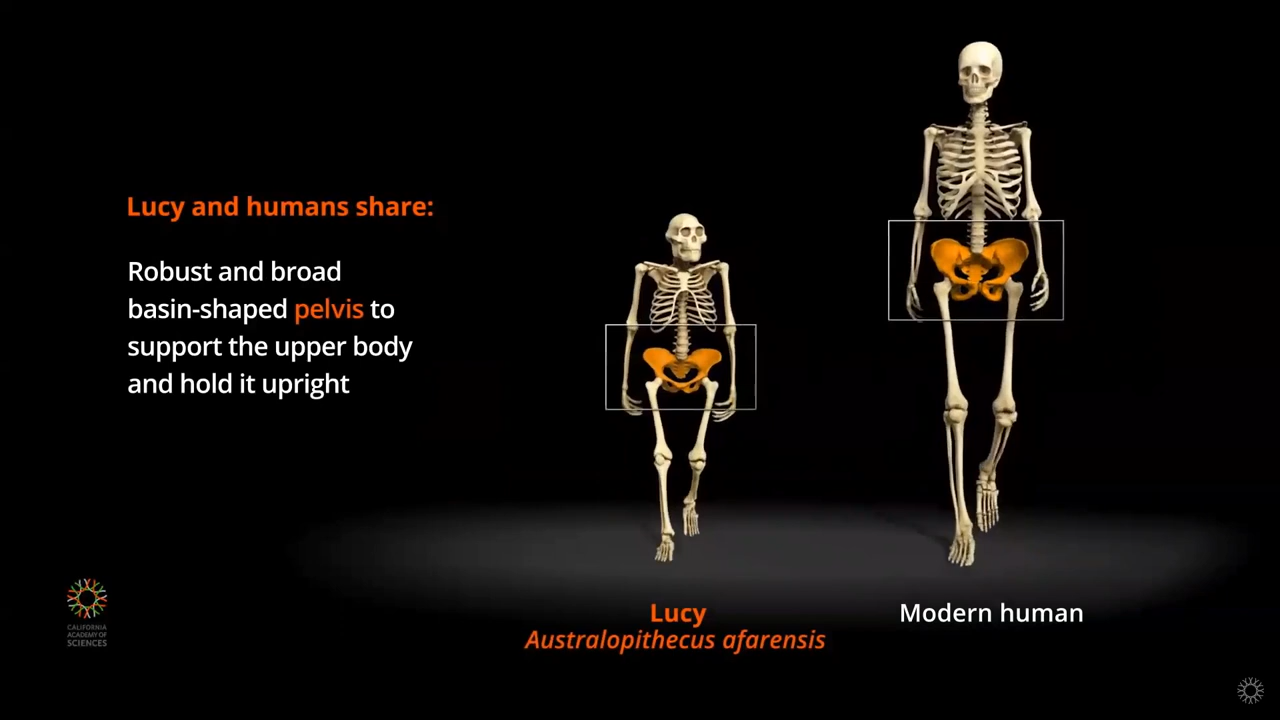 Lucy and humans share:
Robust and broad
basin-shaped pelvis to
support the upper body
and hold it upright
CALIFORNIA
ACADEMY OF
SCIENCES
Lucy
Australopithecus afarensis
Modern human